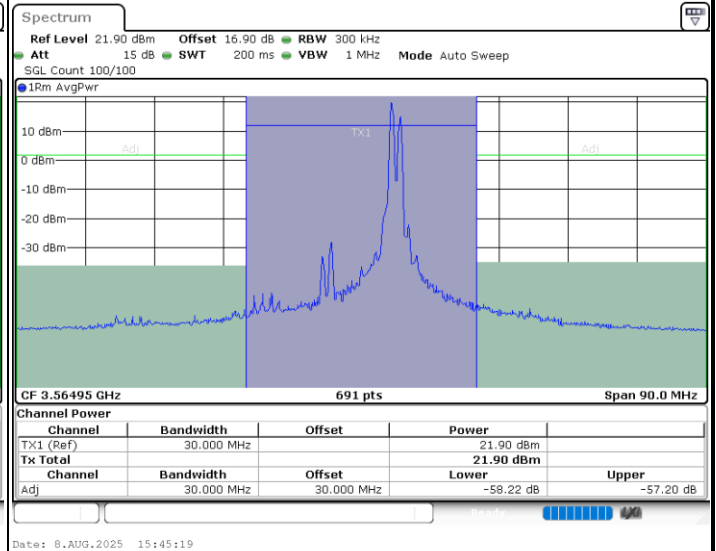 Spectrum
Ref Level 21.90 dBm Offset 16.90 dB RBW 300 kHz
Att 15 dB SWT 200 ms VBW 1 MHz Mode Auto Sweep
SGL Count 100/100
1Rm AvgPwr
10 dBm
TX1
Adj
Adj
0 dBm
-10 dBm
-20 dBm
-30 dBm
CF 3.56495 GHz 691 pts Span 90.0 MHz
Channel Power
Channel Bandwidth Offset Power
TX1 (Ref) 30.000 MHz 21.90 dBm
Tx Total 21.90 dBm
Channel Bandwidth Offset Lower Upper
Adj 30.000 MHz 30.000 MHz -58.22 dB -57.20 dB
Ready
Date: 8.AUG.2025 15:45:19